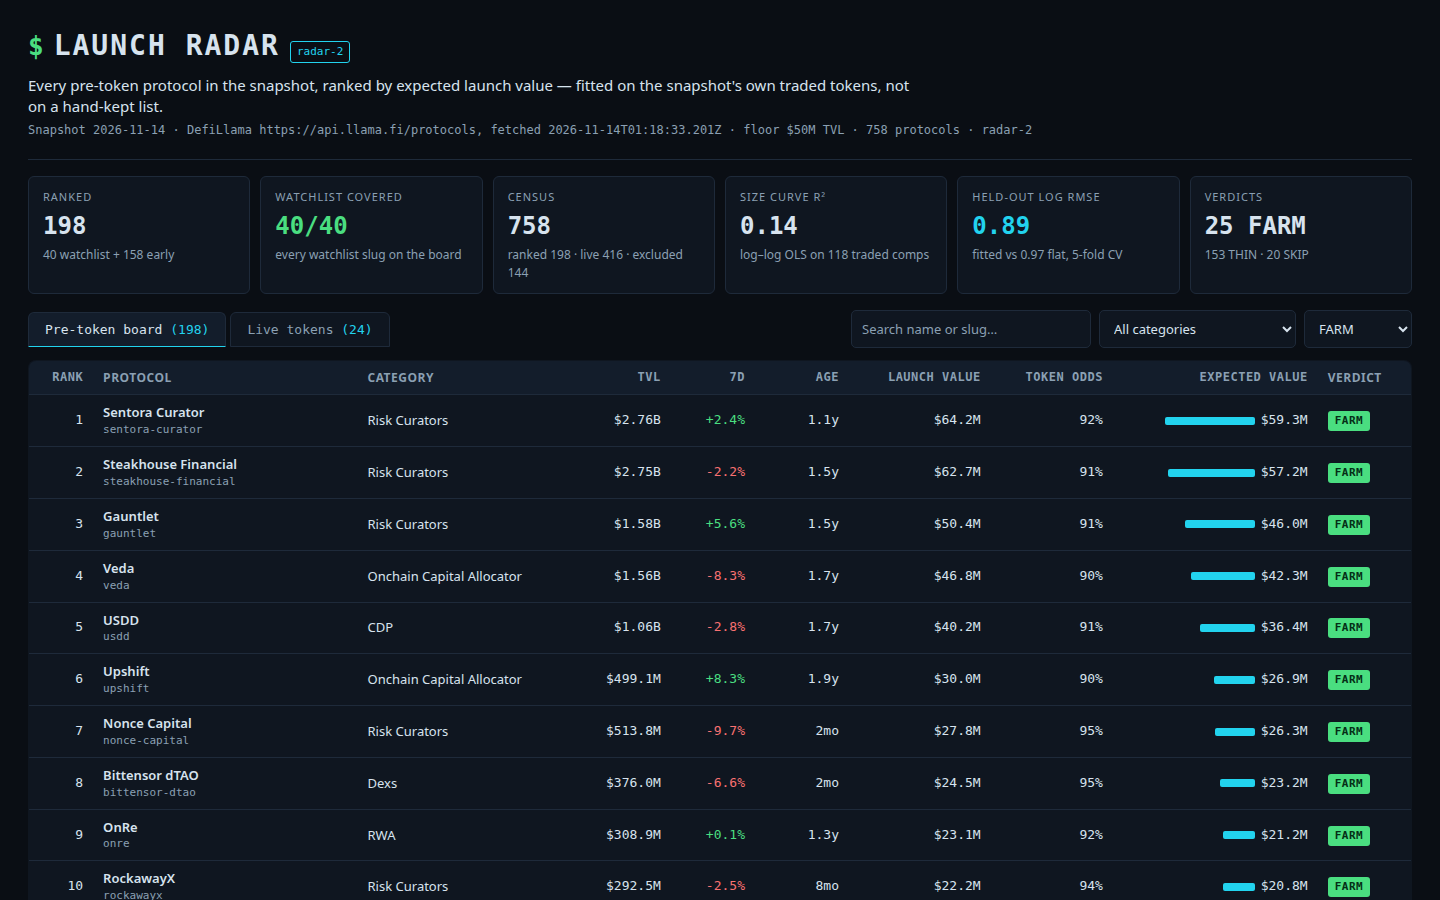 $ LAUNCH RADAR radar-2
Every pre-token protocol in the snapshot, ranked by expected launch value — fitted on the snapshot's own traded tokens, not
on a hand-kept list.
Snapshot 2026-11-14 · DefiLlama https://api.llama.fi/protocols, fetched 2026-11-14T01:18:33.201Z · floor $50M TVL · 758 protocols · radar-2
RANKED
198
40 watchlist + 158 early
WATCHLIST COVERED
40/40
every watchlist slug on the board
CENSUS
758
ranked 198 · live 416 · excluded
144
SIZE CURVE R²
0.14
log–log OLS on 118 traded comps
HELD-OUT LOG RMSE
0.89
fitted vs 0.97 flat, 5-fold CV
VERDICTS
25 FARM
153 THIN · 20 SKIP
Pre-token board (198) Live tokens (24) Search name or slug... All categories FARM
RANK PROTOCOL CATEGORY TVL 7D AGE LAUNCH VALUE TOKEN ODDS EXPECTED VALUE VERDICT
1 Sentora Curator Risk Curators $2.76B +2.4% 1.1y $64.2M 92% $59.3M FARM
sentora-curator
2 Steakhouse Financial Risk Curators $2.75B -2.2% 1.5y $62.7M 91% $57.2M FARM
steakhouse-financial
3 Gauntlet Risk Curators $1.58B +5.6% 1.5y $50.4M 91% $46.0M FARM
gauntlet
4 Veda Onchain Capital Allocator $1.56B -8.3% 1.7y $46.8M 90% $42.3M FARM
veda
5 USDD CDP $1.06B -2.8% 1.7y $40.2M 91% $36.4M FARM
usdd
6 Upshift Onchain Capital Allocator $499.1M +8.3% 1.9y $30.0M 90% $26.9M FARM
upshift
7 Nonce Capital Risk Curators $513.8M -9.7% 2mo $27.8M 95% $26.3M FARM
nonce-capital
8 Bittensor dTAO Dexs $376.0M -6.6% 2mo $24.5M 95% $23.2M FARM
bittensor-dtao
9 OnRe RWA $308.9M +0.1% 1.3y $23.1M 92% $21.2M FARM
onre
10 RockawayX Risk Curators $292.5M -2.5% 8mo $22.2M 94% $20.8M FARM
rockawayx